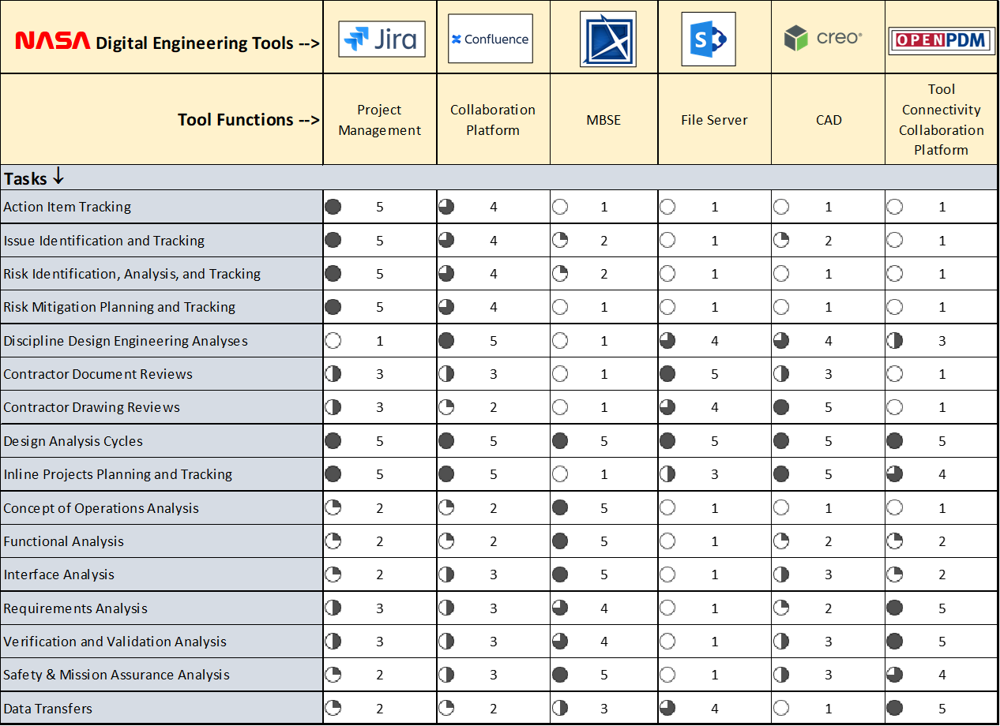 NASA Digital Engineering Tools -->
Jira
Confluence
S
creo®
OPENPDM
Tool Functions -->
Project
Management
Collaboration
Platform
MBSE
File Server
CAD
Tool
Connectivity
Collaboration
Platform
Tasks ↓
Action Item Tracking 5 4 1 1 1 1
Issue Identification and Tracking 5 4 2 1 2 1
Risk Identification, Analysis, and Tracking 5 4 2 1 1 1
Risk Mitigation Planning and Tracking 5 4 1 1 1 1
Discipline Design Engineering Analyses 1 5 1 4 4 3
Contractor Document Reviews 3 3 1 5 3 1
Contractor Drawing Reviews 3 2 1 4 5 1
Design Analysis Cycles 5 5 5 5 5 5
Inline Projects Planning and Tracking 5 5 1 3 5 4
Concept of Operations Analysis 2 2 5 1 1 1
Functional Analysis 2 2 5 1 2 2
Interface Analysis 2 3 5 1 3 2
Requirements Analysis 3 3 4 1 2 5
Verification and Validation Analysis 3 3 4 1 3 5
Safety & Mission Assurance Analysis 2 3 5 1 3 4
Data Transfers 2 2 3 4 1 5